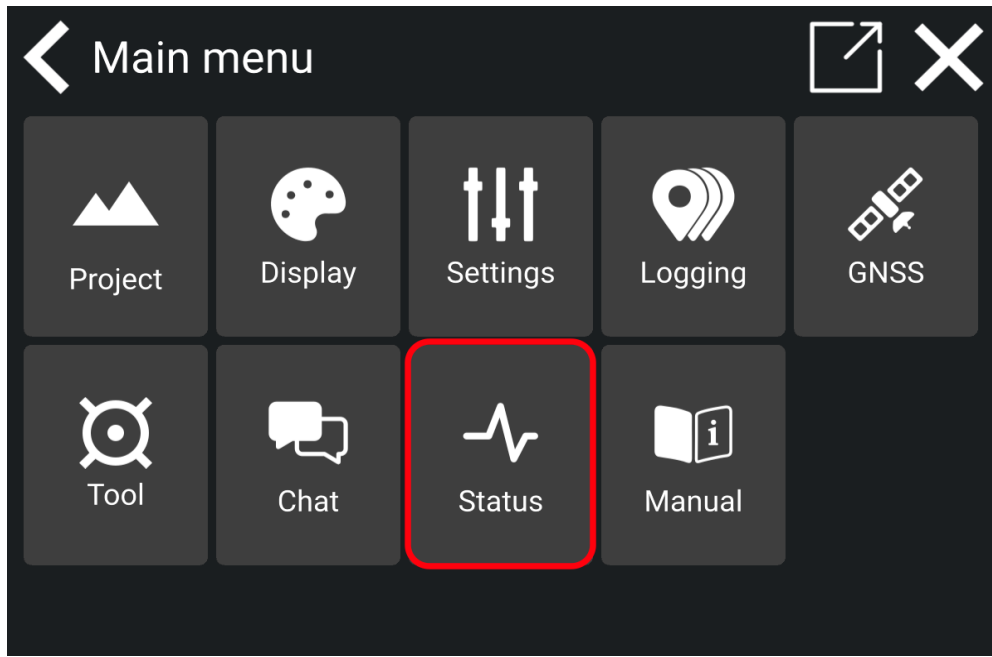 Main menu
Project
Display
Settings
Logging
GNSS
Tool
Chat
Status
Manual